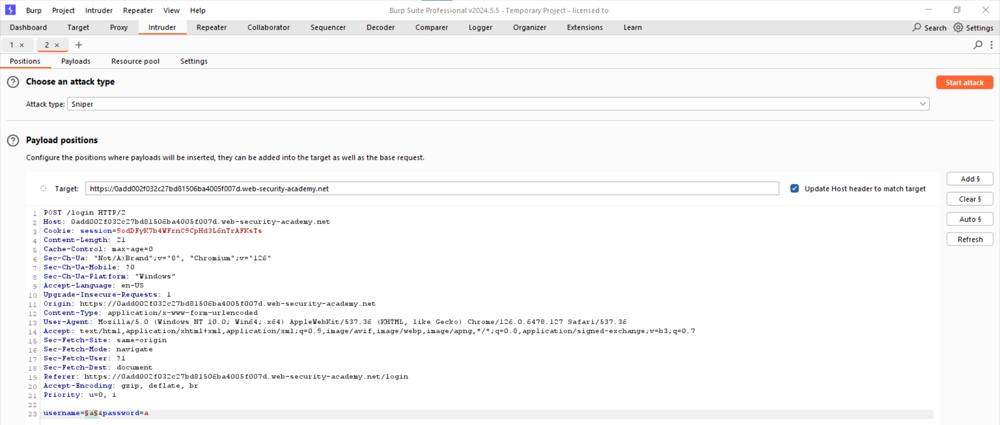 Burp Project Intruder Repeater View Help Burp Suite Professional v2024.5.5 - Temporary Project - licensed to
Dashboard Target Proxy Intruder Repeater Collaborator Sequencer Decoder Comparer Logger Organizer Extensions Learn Search Settings
1 × 2 × +
Positions Payloads Resource pool Settings
? Choose an attack type Start attack
Attack type: Sniper
? Payload positions
Configure the positions where payloads will be inserted, they can be added into the target as well as the base request.
Add §
Target: https://0add002f032c27bd81506ba4005f007d.web-security-academy.net Update Host header to match target
Clear §
Auto §
Refresh
1 POST /login HTTP/2
2 Host: 0add002f032c27bd81506ba4005f007d.web-security-academy.net
3 Cookie: session=9odDFyK7b4WFrnC9CpHd3L6nTrAFKsTs
4 Content-Length: 21
5 Cache-Control: max-age=0
6 Sec-Ch-Ua: "Not/A)Brand";v="8", "Chromium";v="126"
7 Sec-Ch-Ua-Mobile: ?0
8 Sec-Ch-Ua-Platform: "Windows"
9 Accept-Language: en-US
10 Upgrade-Insecure-Requests: 1
11 Origin: https://0add002f032c27bd81506ba4005f007d.web-security-academy.net
12 Content-Type: application/x-www-form-urlencoded
13 User-Agent: Mozilla/5.0 (Windows NT 10.0; Win64; x64) AppleWebKit/537.36 (KHTML, like Gecko) Chrome/126.0.6478.127 Safari/537.36
14 Accept: text/html,application/xhtml+xml,application/xml;q=0.9,image/avif,image/webp,image/apng,*/*;q=0.8,application/signed-exchange;v=b3;q=0.7
15 Sec-Fetch-Site: same-origin
16 Sec-Fetch-Mode: navigate
17 Sec-Fetch-User: ?1
18 Sec-Fetch-Dest: document
19 Referer: https://0add002f032c27bd81506ba4005f007d.web-security-academy.net/login
20 Accept-Encoding: gzip, deflate, br
21 Priority: u=0, i
22
23 username=§a§&password=a